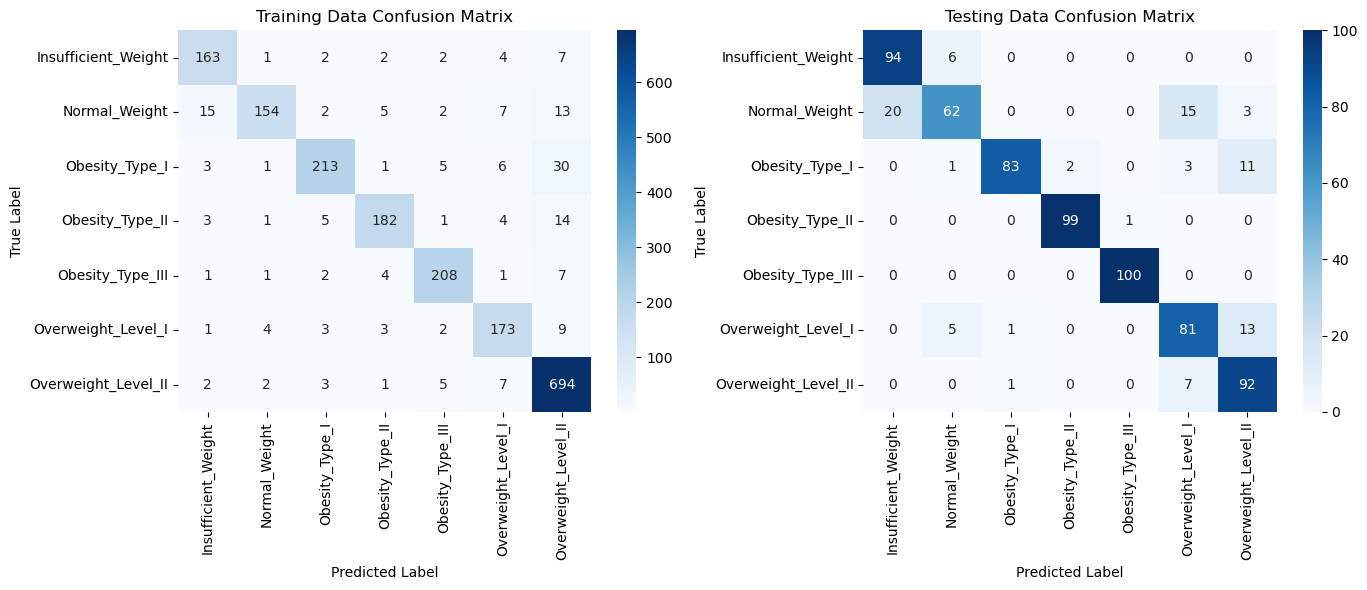 Training Data Confusion Matrix
True Label
Insufficient_Weight 163 1 2 2 2 4 7
Normal_Weight 15 154 2 5 2 7 13
Obesity_Type_I 3 1 213 1 5 6 30
Obesity_Type_II 3 1 5 182 1 4 14
Obesity_Type_III 1 1 2 4 208 1 7
Overweight_Level_I 1 4 3 3 2 173 9
Overweight_Level_II 2 2 3 1 5 7 694
Insufficient_Weight
Normal_Weight
Obesity_Type_I
Obesity_Type_II
Obesity_Type_III
Overweight_Level_I
Overweight_Level_II
Predicted Label
600
500
400
300
200
100
Testing Data Confusion Matrix
True Label
Insufficient_Weight 94 6 0 0 0 0 0
Normal_Weight 20 62 0 0 0 15 3
Obesity_Type_I 0 1 83 2 0 3 11
Obesity_Type_II 0 0 0 99 1 0 0
Obesity_Type_III 0 0 0 0 100 0 0
Overweight_Level_I 0 5 1 0 0 81 13
Overweight_Level_II 0 0 1 0 0 7 92
Insufficient_Weight
Normal_Weight
Obesity_Type_I
Obesity_Type_II
Obesity_Type_III
Overweight_Level_I
Overweight_Level_II
Predicted Label
100
80
60
40
20
0